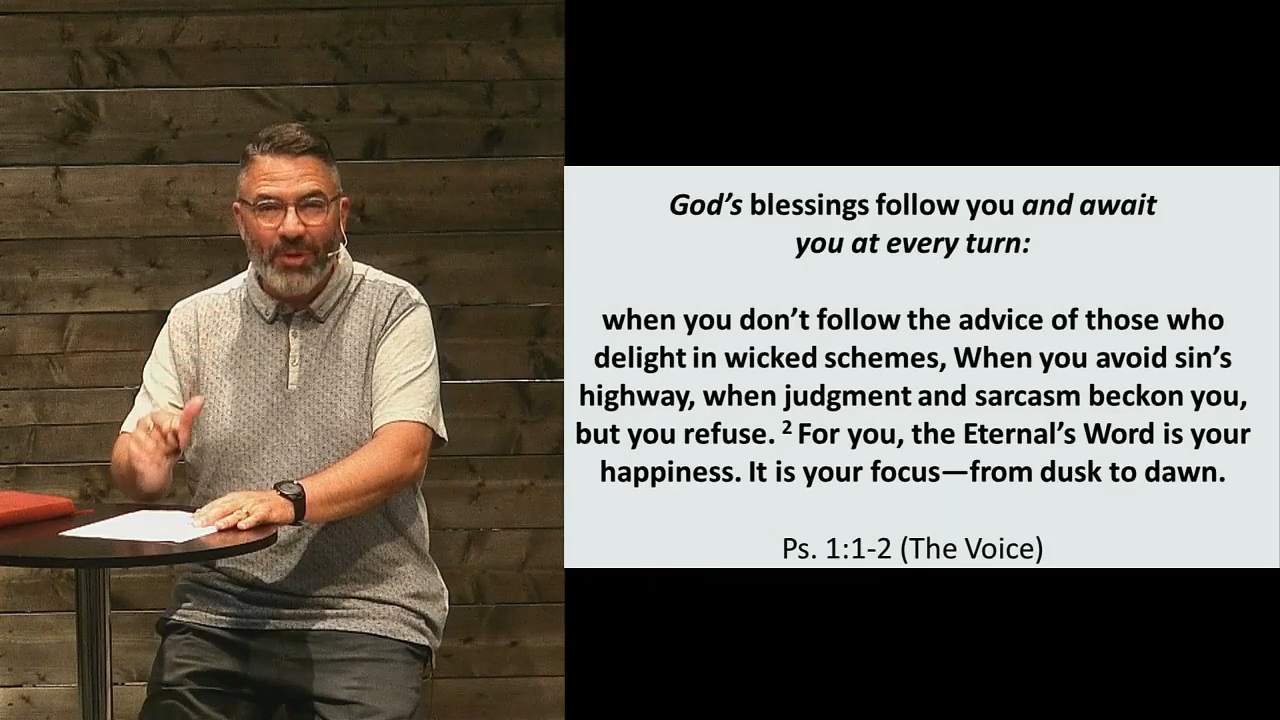 God’s blessings follow you and await
you at every turn:
when you don’t follow the advice of those who
delight in wicked schemes, When you avoid sin’s
highway, when judgment and sarcasm beckon you,
but you refuse. ² For you, the Eternal’s Word is your
happiness. It is your focus—from dusk to dawn.
Ps. 1:1-2 (The Voice)